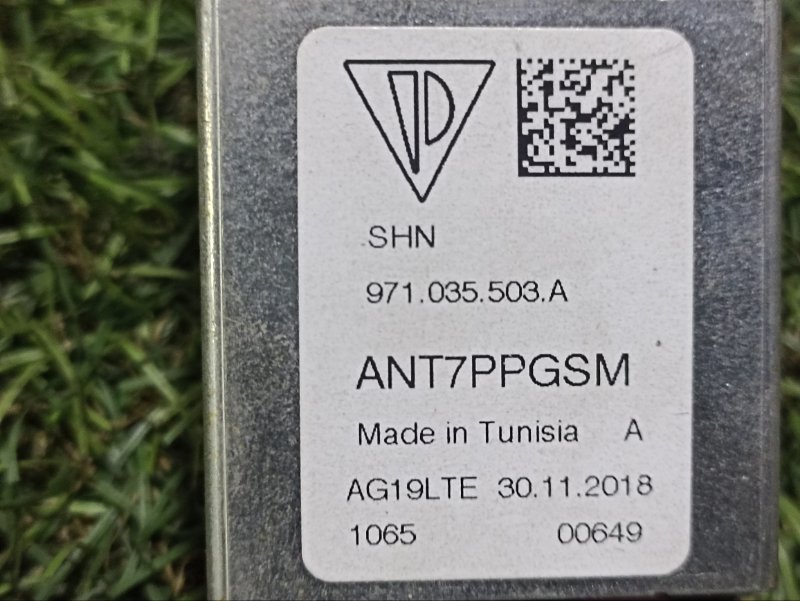 SHN
971.035.503.A
ANT7PPGSM
Made in Tunisia A
AG19LTE 30.11.2018
1065 00649